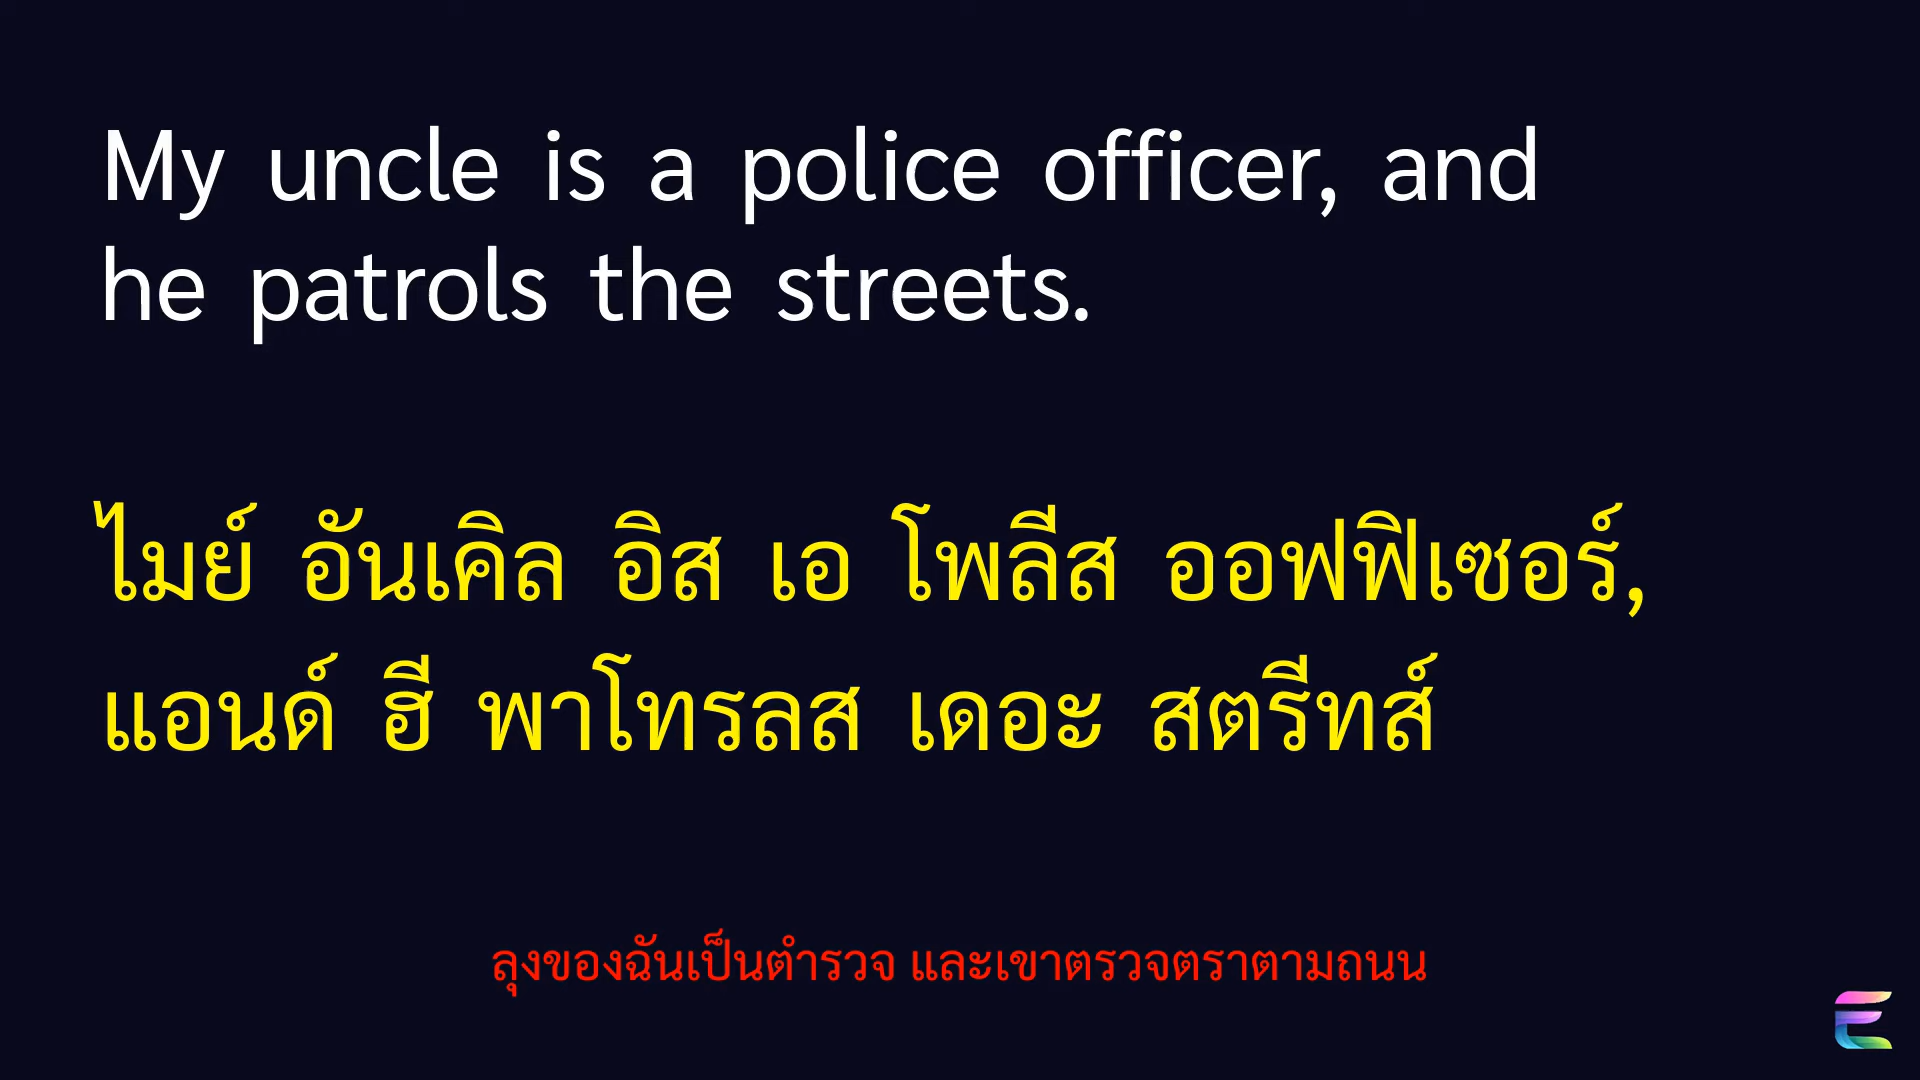 My uncle is a police officer, and
he patrols the streets.
ไมย์ อันเคิล อิส เอ โพลีส ออฟฟิเซอร์,
แอนด์ ฮี พาโทรลส เดอะ สตรีทส์
ลุงของฉันเป็นตำรวจ และเขาตรวจตราตามถนน